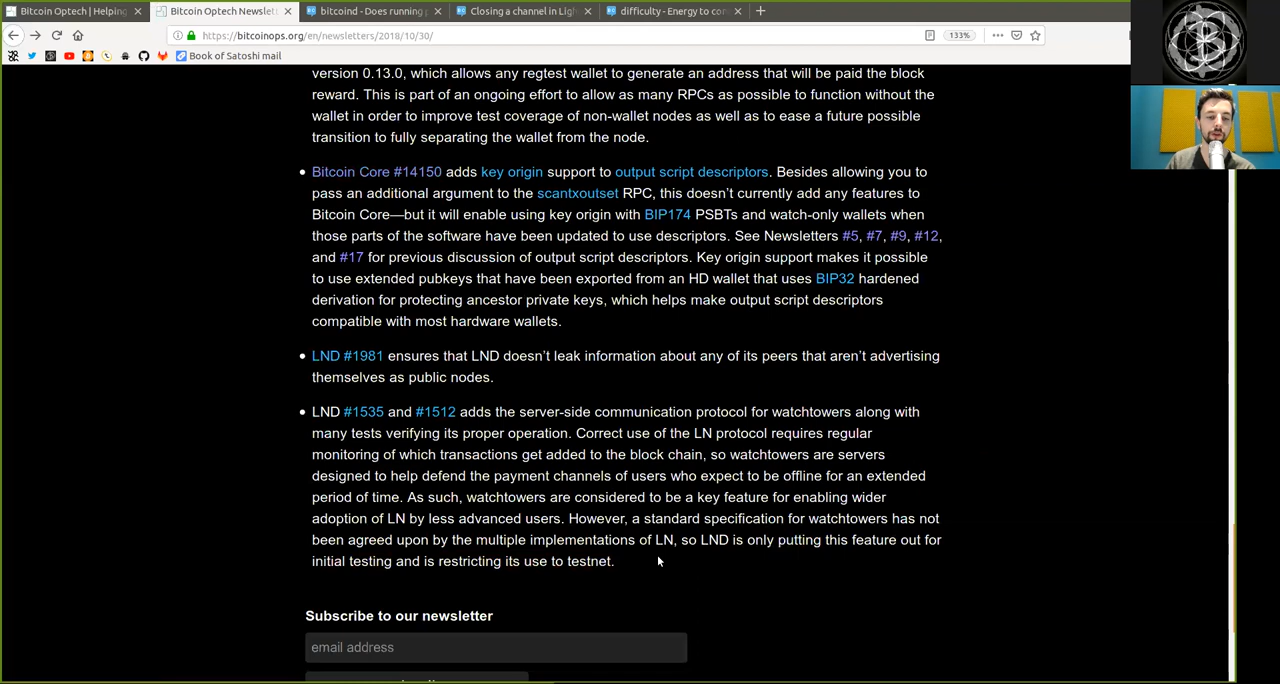 Bitcoin Optech | Helping
Bitcoin Optech Newslett
bitcoind - Does running
Closing a channel in Ligh
difficulty - Energy to con
https://bitcoinops.org/en/newsletters/2018/10/30/
133%
Book of Satoshi mail
version 0.13.0, which allows any regtest wallet to generate an address that will be paid the block
reward. This is part of an ongoing effort to allow as many RPCs as possible to function without the
wallet in order to improve test coverage of non-wallet nodes as well as to ease a future possible
transition to fully separating the wallet from the node.
Bitcoin Core #14150 adds key origin support to output script descriptors. Besides allowing you to
pass an additional argument to the scantxoutset RPC, this doesn't currently add any features to
Bitcoin Core—but it will enable using key origin with BIP174 PSBTs and watch-only wallets when
those parts of the software have been updated to use descriptors. See Newsletters #5, #7, #9, #12,
and #17 for previous discussion of output script descriptors. Key origin support makes it possible
to use extended pubkeys that have been exported from an HD wallet that uses BIP32 hardened
derivation for protecting ancestor private keys, which helps make output script descriptors
compatible with most hardware wallets.
LND #1981 ensures that LND doesn't leak information about any of its peers that aren't advertising
themselves as public nodes.
LND #1535 and #1512 adds the server-side communication protocol for watchtowers along with
many tests verifying its proper operation. Correct use of the LN protocol requires regular
monitoring of which transactions get added to the block chain, so watchtowers are servers
designed to help defend the payment channels of users who expect to be offline for an extended
period of time. As such, watchtowers are considered to be a key feature for enabling wider
adoption of LN by less advanced users. However, a standard specification for watchtowers has not
been agreed upon by the multiple implementations of LN, so LND is only putting this feature out for
initial testing and is restricting its use to testnet.
Subscribe to our newsletter
email address